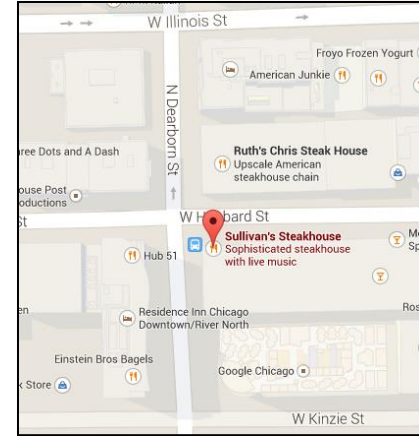 W Illinois St
Froyo Frozen Yogurt
American Junkie
N Dearborn St
ree Dots and A Dash
Ruth's Chris Steak House
Upscale American
steakhouse chain
ouse Post
oductions
St
W H bbard St
Sullivan's Steakhouse
Sophisticated steakhouse
with live music
Hub 51
M
Sp
en
Residence Inn Chicago
Downtown/River North
Ros
Einstein Bros Bagels
Google Chicago
k Store
W Kinzie St